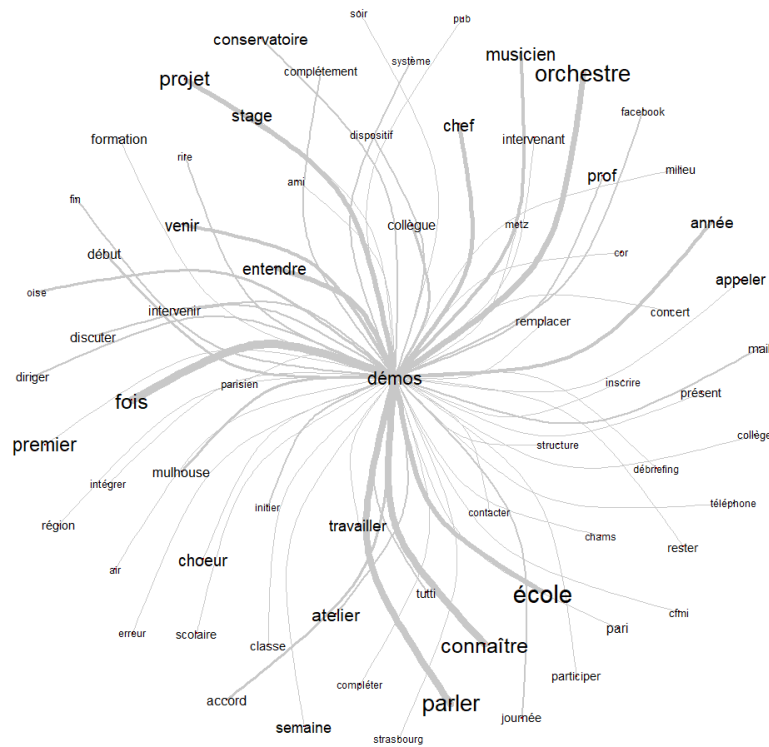 soir
pub
conservatoire
système
musicien
projet
complétement
orchestre
stage
facebook
chef
dispositif
formation
intervenant
rire
milieu
ami
prof
fin
venir
collègue
metz
année
début
entendre
cor
appeler
oise
intervenir
concert
discuter
remplacer
mail
diriger
démos
parisien
inscrire
présent
fois
premier
structure
collège
mulhouse
débriefing
intégrer
téléphone
région
initier
contacter
travailler
chams
rester
air
choeur
école
tutti
cfmi
erreur
scolaire
atelier
pari
classe
connaître
participer
compléter
accord
parler
semaine
journée
strasbourg